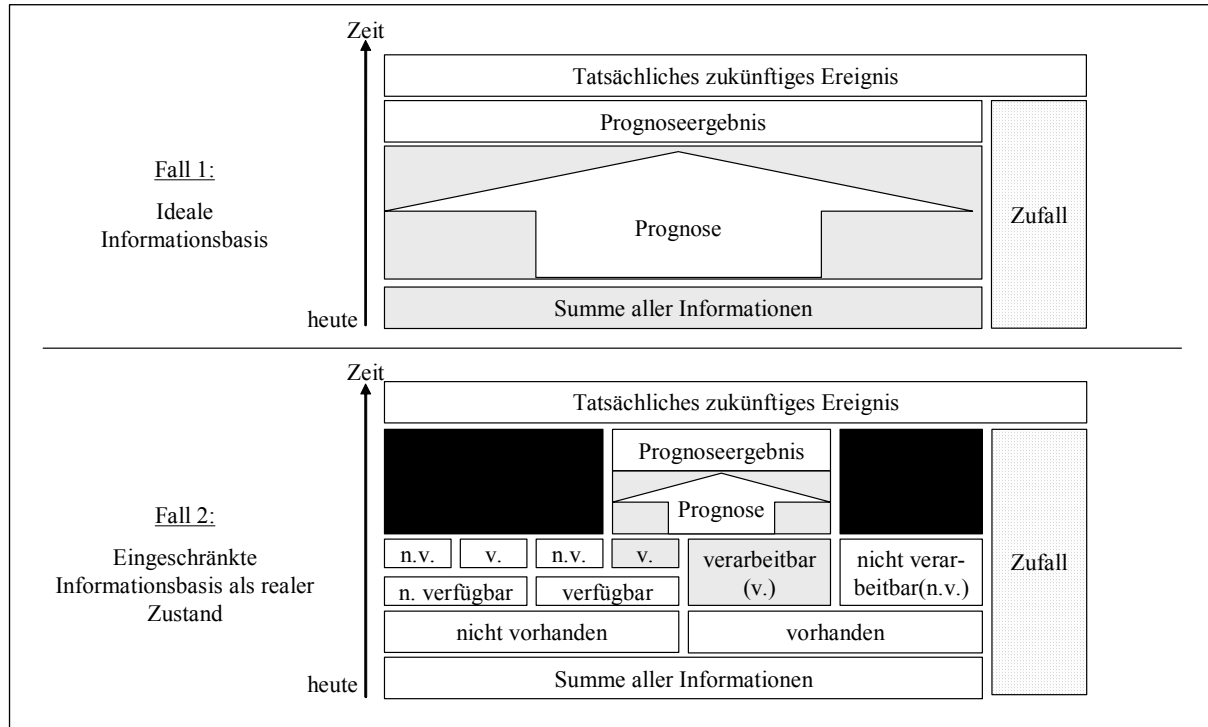 Zeit
Tatsächliches zukünftiges Ereignis
Prognoseergebnis
Fall 1:
Ideale
Informationsbasis
Prognose
Zufall
Summe aller Informationen
heute
Zeit
Tatsächliches zukünftiges Ereignis
Prognoseergebnis
Prognose
Fall 2:
Eingeschränkte
Informationsbasis als realer
Zustand
n.v.
v.
n.v.
v.
verarbeitbar
(v.)
nicht verar-
beitbar(n.v.)
Zufall
n. verfügbar
verfügbar
nicht vorhanden
vorhanden
Summe aller Informationen
heute